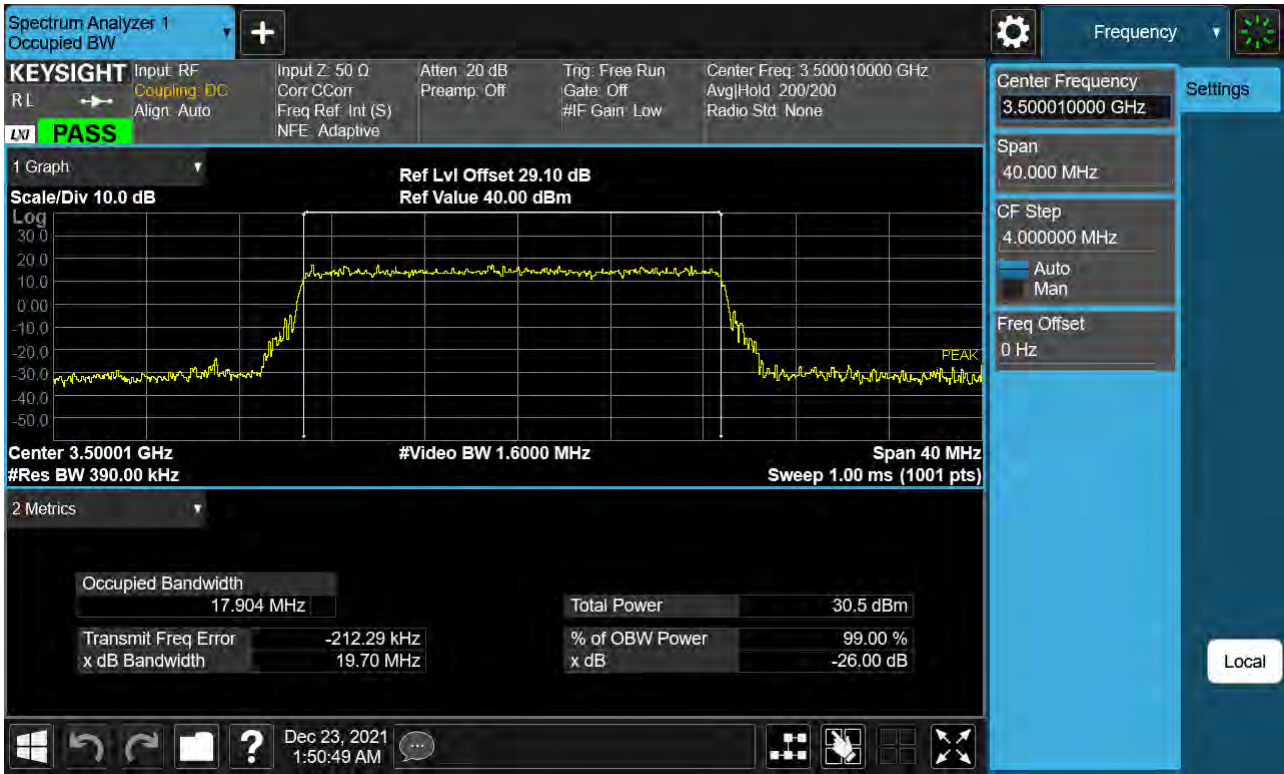 Spectrum Analyzer 1
Occupied BW
+
Frequency
KEYSIGHT
RL
LXI PASS
Input: RF
Coupling: DC
Align: Auto
Input Z: 50 Ω
Corr CCorr
Freq Ref: Int (S)
NFE: Adaptive
Atten: 20 dB
Preamp: Off
Trig: Free Run
Gate: Off
#IF Gain: Low
Center Freq: 3.500010000 GHz
Avg|Hold: 200/200
Radio Std: None
Center Frequency
3.500010000 GHz
Settings
Span
40.000 MHz
CF Step
4.000000 MHz
Auto
Man
Freq Offset
0 Hz
1 Graph
Scale/Div 10.0 dB
Ref Lvl Offset 29.10 dB
Ref Value 40.00 dBm
Log
30.0
20.0
10.0
0.00
-10.0
-20.0
-30.0
-40.0
-50.0
PEAK
Center 3.50001 GHz
#Video BW 1.6000 MHz
Span 40 MHz
#Res BW 390.00 kHz
Sweep 1.00 ms (1001 pts)
2 Metrics
Occupied Bandwidth
17.904 MHz
Total Power 30.5 dBm
Transmit Freq Error -212.29 kHz
% of OBW Power 99.00 %
x dB Bandwidth 19.70 MHz
x dB -26.00 dB
Local
?
Dec 23, 2021
1:50:49 AM